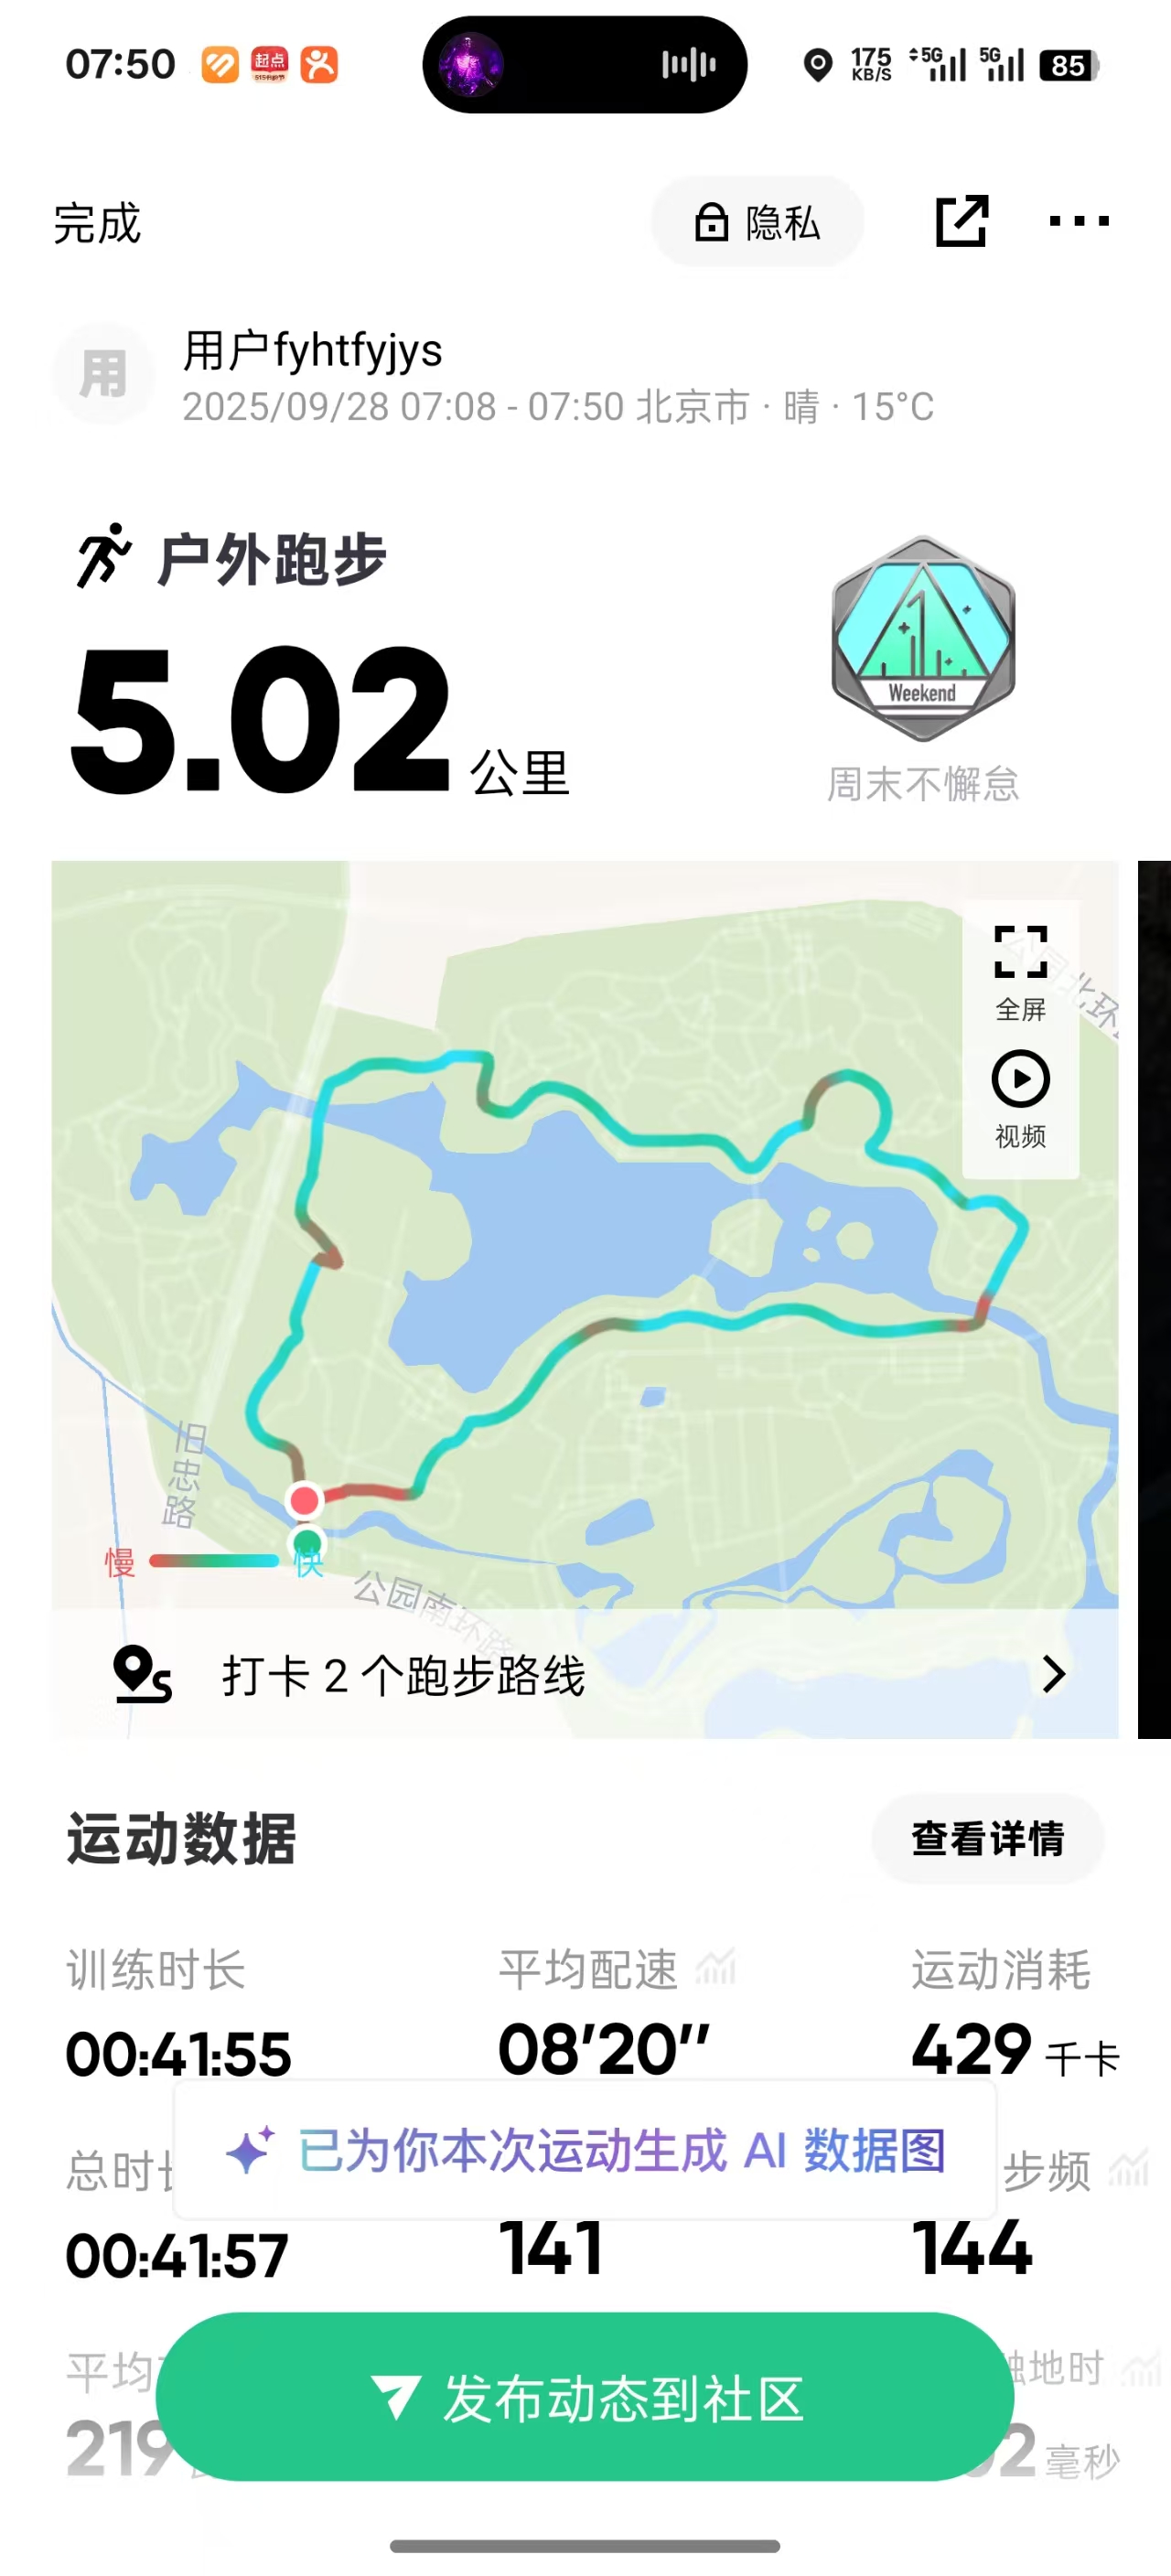 07:50
起点
175
KB/S
5G
5G
85
完成
隐私
用
用户fyhtfyjys
2025/09/28 07:08 - 07:50 北京市 · 晴 · 15°C
户外跑步
5.02 公里
1
Weekend
周末不懈怠
公园北环
全屏
视频
旧忠路
慢
快
公园南环路
打卡 2 个跑步路线
运动数据
查看详情
训练时长
平均配速
运动消耗
00:41:55
08'20''
429 千卡
已为你本次运动生成 AI 数据图
总时
步频
00:41:57
141
144
发布动态到社区
平均
地时
219
2 毫秒